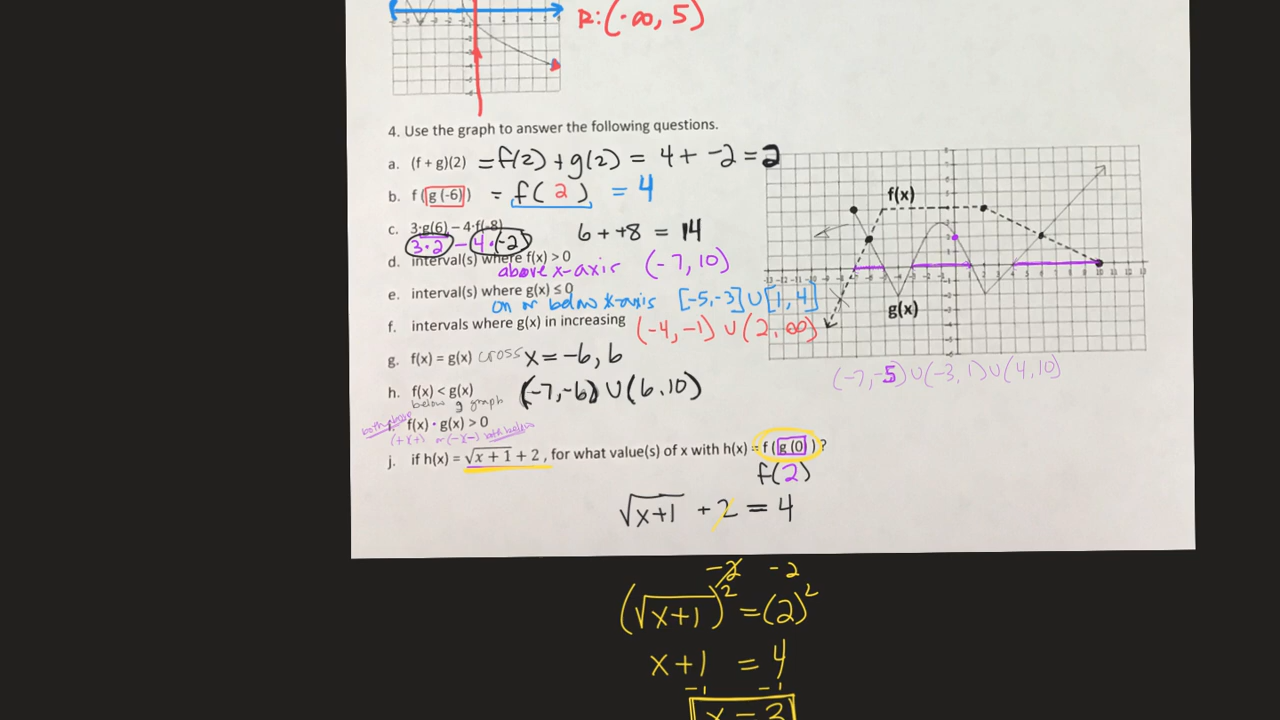 R: (-∞, 5)
4. Use the graph to answer the following questions.
a. (f + g)(2) = f(2) + g(2) = 4 + -2 = 2
b. f (g (-6)) = f( 2 ) = 4
c. 3·g(6) – 4·f(-8) 6 + +8 = 14
3·2 – 4·(-2)
d. interval(s) where f(x) > 0
above x-axis (-7, 10)
e. interval(s) where g(x) ≤ 0
on or below x-axis [-5,-3] ∪ [1, 4]
f. intervals where g(x) in increasing (-4, -1) ∪ (2, ∞)
g. f(x) = g(x) cross x = -6, 6
h. f(x) < g(x) (-7,-6) ∪ (6,10)
below g graph
both above
i. f(x) · g(x) > 0
(+)(+) or (-)(-) both below
j. if h(x) = √x + 1 + 2, for what value(s) of x with h(x) = f ( g (0) ) ?
f(2)
√x+1 + 2 = 4
-2 -2
(√x+1)² = (2)²
x+1 = 4
-1 -1
x = 3
f(x)
g(x)
(-7,-5) ∪ (-3, 1) ∪ (4, 10)